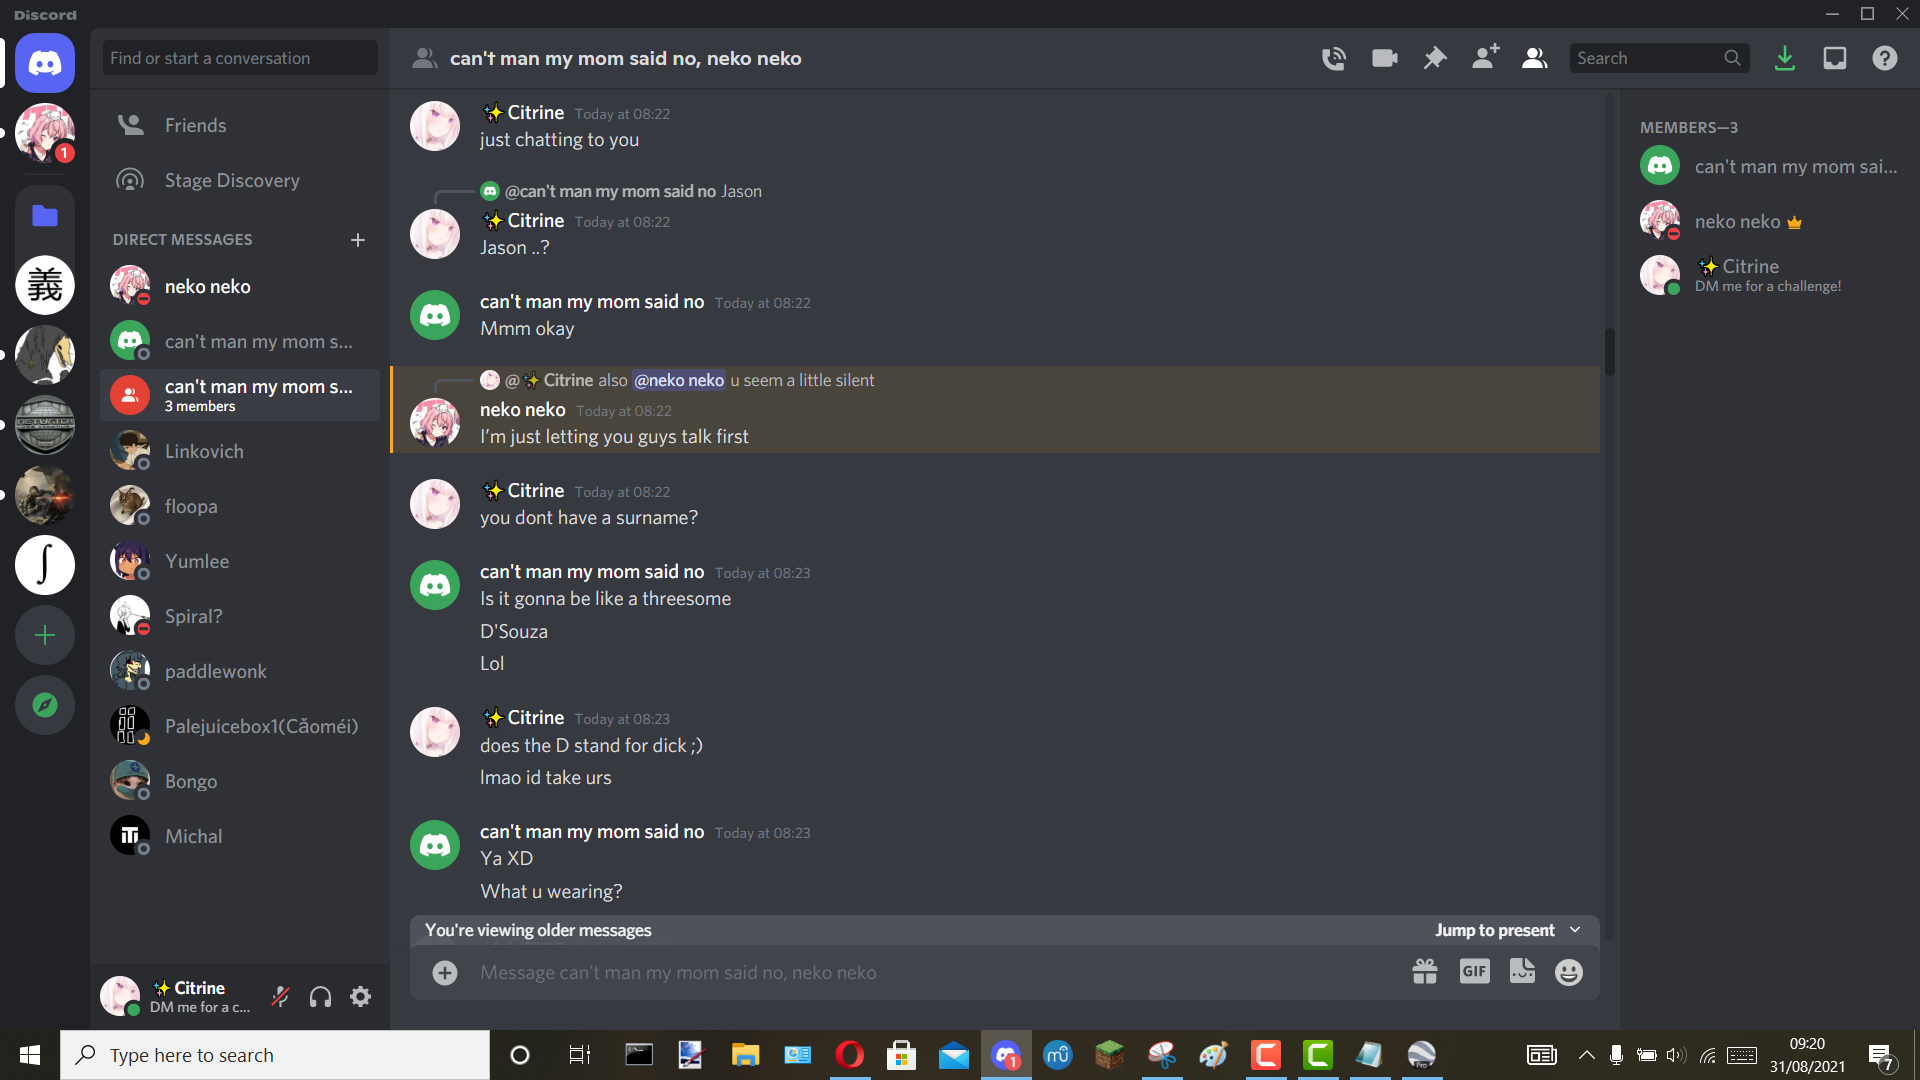 Discord
Find or start a conversation
can't man my mom said no, neko neko
Search
1
Friends
Stage Discovery
DIRECT MESSAGES
neko neko
can't man my mom s...
can't man my mom s...
3 members
Linkovich
floopa
Yumlee
Spiral?
paddlewonk
Palejuicebox1(Cǎoméi)
Bongo
Michal
義
∫
✨Citrine
DM me for a c...
✨Citrine Today at 08:22
just chatting to you
@can't man my mom said no Jason
✨Citrine Today at 08:22
Jason ..?
can't man my mom said no Today at 08:22
Mmm okay
@✨Citrine also @neko neko u seem a little silent
neko neko Today at 08:22
I’m just letting you guys talk first
✨Citrine Today at 08:22
you dont have a surname?
can't man my mom said no Today at 08:23
Is it gonna be like a threesome
D'Souza
Lol
✨Citrine Today at 08:23
does the D stand for dick ;)
lmao id take urs
can't man my mom said no Today at 08:23
Ya XD
What u wearing?
You're viewing older messages
Jump to present
Message can't man my mom said no, neko neko
GIF
MEMBERS—3
can't man my mom sai...
neko neko
✨Citrine
DM me for a challenge!
Type here to search
1
Pro
09:20
31/08/2021
7